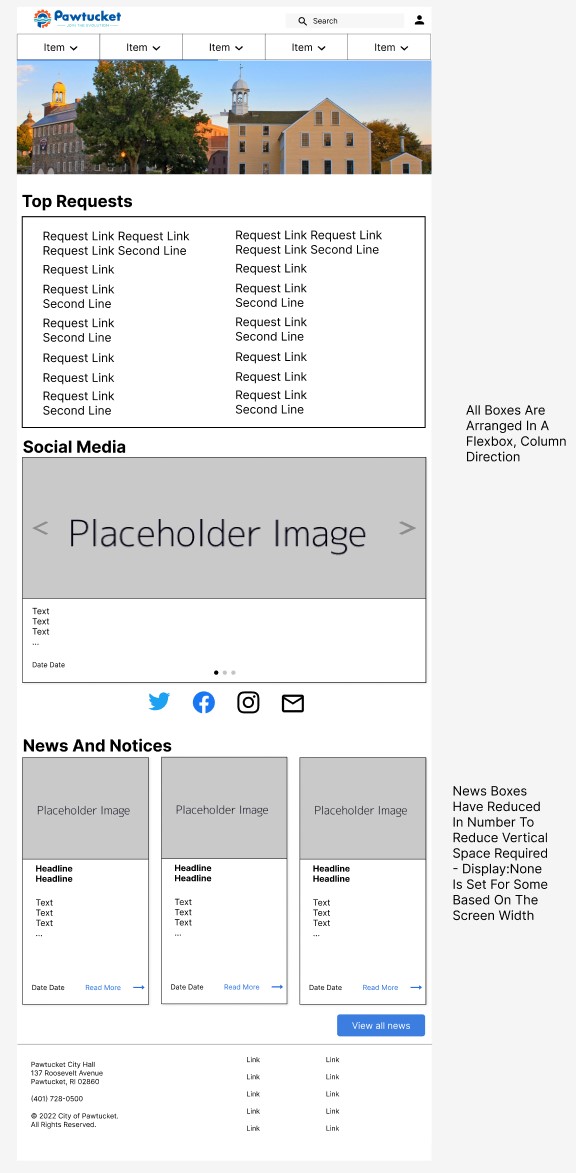 Pawtucket
JOIN THE EVOLUTION
Search
Item
Item
Item
Item
Item
Top Requests
Request Link Request Link
Request Link Second Line
Request Link
Request Link
Second Line
Request Link
Second Line
Request Link
Request Link
Request Link
Second Line
Request Link Request Link
Request Link Second Line
Request Link
Request Link
Second Line
Request Link
Second Line
Request Link
Request Link
Request Link
Second Line
All Boxes Are
Arranged In A
Flexbox, Column
Direction
Social Media
< Placeholder Image >
Text
Text
Text
...
Date Date
News And Notices
Placeholder Image
Headline
Headline
Text
Text
Text
...
Date Date Read More →
Placeholder Image
Headline
Headline
Text
Text
Text
...
Date Date Read More →
Placeholder Image
Headline
Headline
Text
Text
Text
...
Date Date Read More →
News Boxes
Have Reduced
In Number To
Reduce Vertical
Space Required
- Display:None
Is Set For Some
Based On The
Screen Width
View all news
Pawtucket City Hall
137 Roosevelt Avenue
Pawtucket, RI 02860
(401) 728-0500
© 2022 City of Pawtucket.
All Rights Reserved.
Link
Link
Link
Link
Link
Link
Link
Link
Link
Link